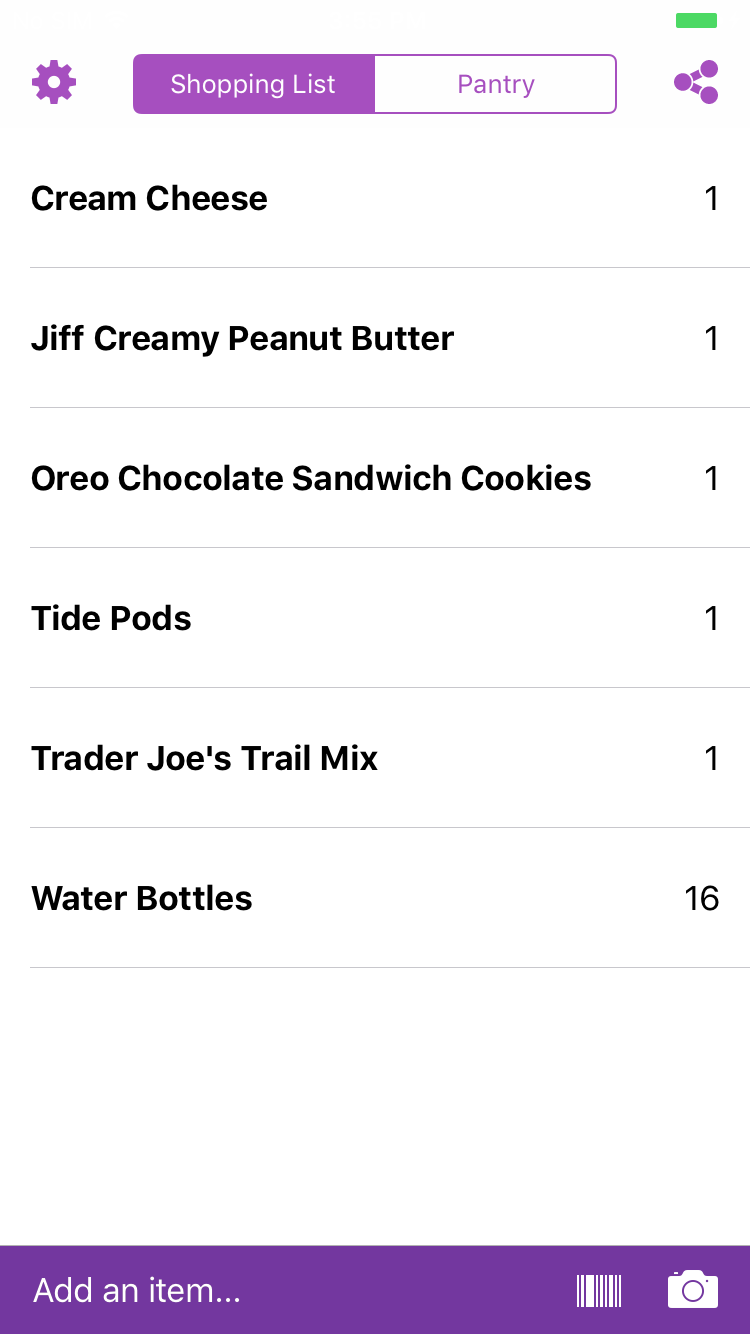 Shopping List
Pantry
Cream Cheese 1
Jiff Creamy Peanut Butter 1
Oreo Chocolate Sandwich Cookies 1
Tide Pods 1
Trader Joe's Trail Mix 1
Water Bottles 16
Add an item...